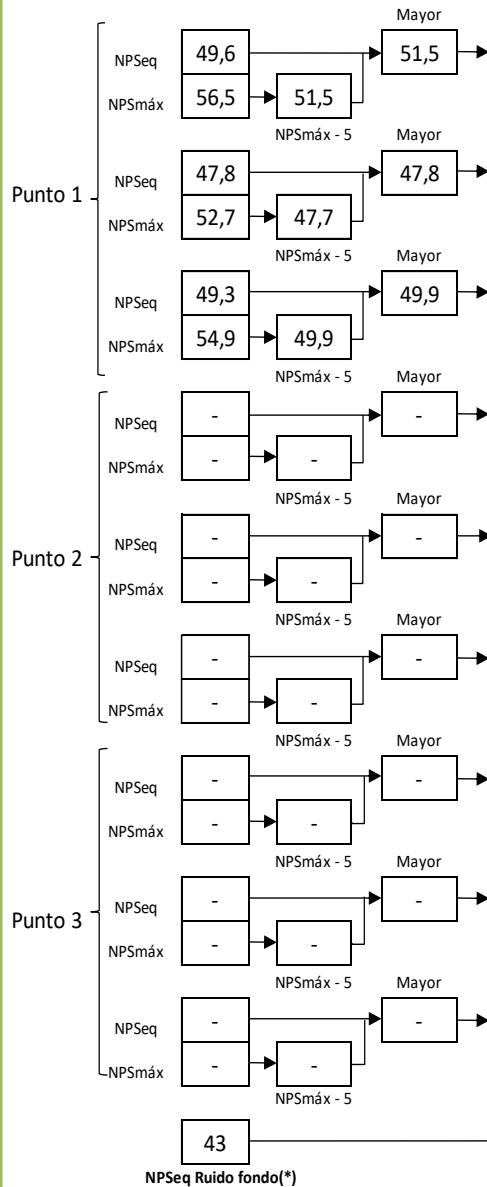 Mayor
NPSeq 49,6 51,5
NPSmáx 56,5 51,5
NPSmáx - 5 Mayor
Punto 1 NPSeq 47,8 47,8
NPSmáx 52,7 47,7
NPSmáx - 5 Mayor
NPSeq 49,3 49,9
NPSmáx 54,9 49,9
NPSmáx - 5 Mayor
NPSeq - -
NPSmáx - -
NPSmáx - 5 Mayor
Punto 2 NPSeq - -
NPSmáx - -
NPSmáx - 5 Mayor
NPSeq - -
NPSmáx - -
NPSmáx - 5 Mayor
NPSeq - -
NPSmáx - -
NPSmáx - 5 Mayor
Punto 3 NPSeq - -
NPSmáx - -
NPSmáx - 5 Mayor
NPSeq - -
NPSmáx - -
NPSmáx - 5
43
NPSeq Ruido fondo(*)